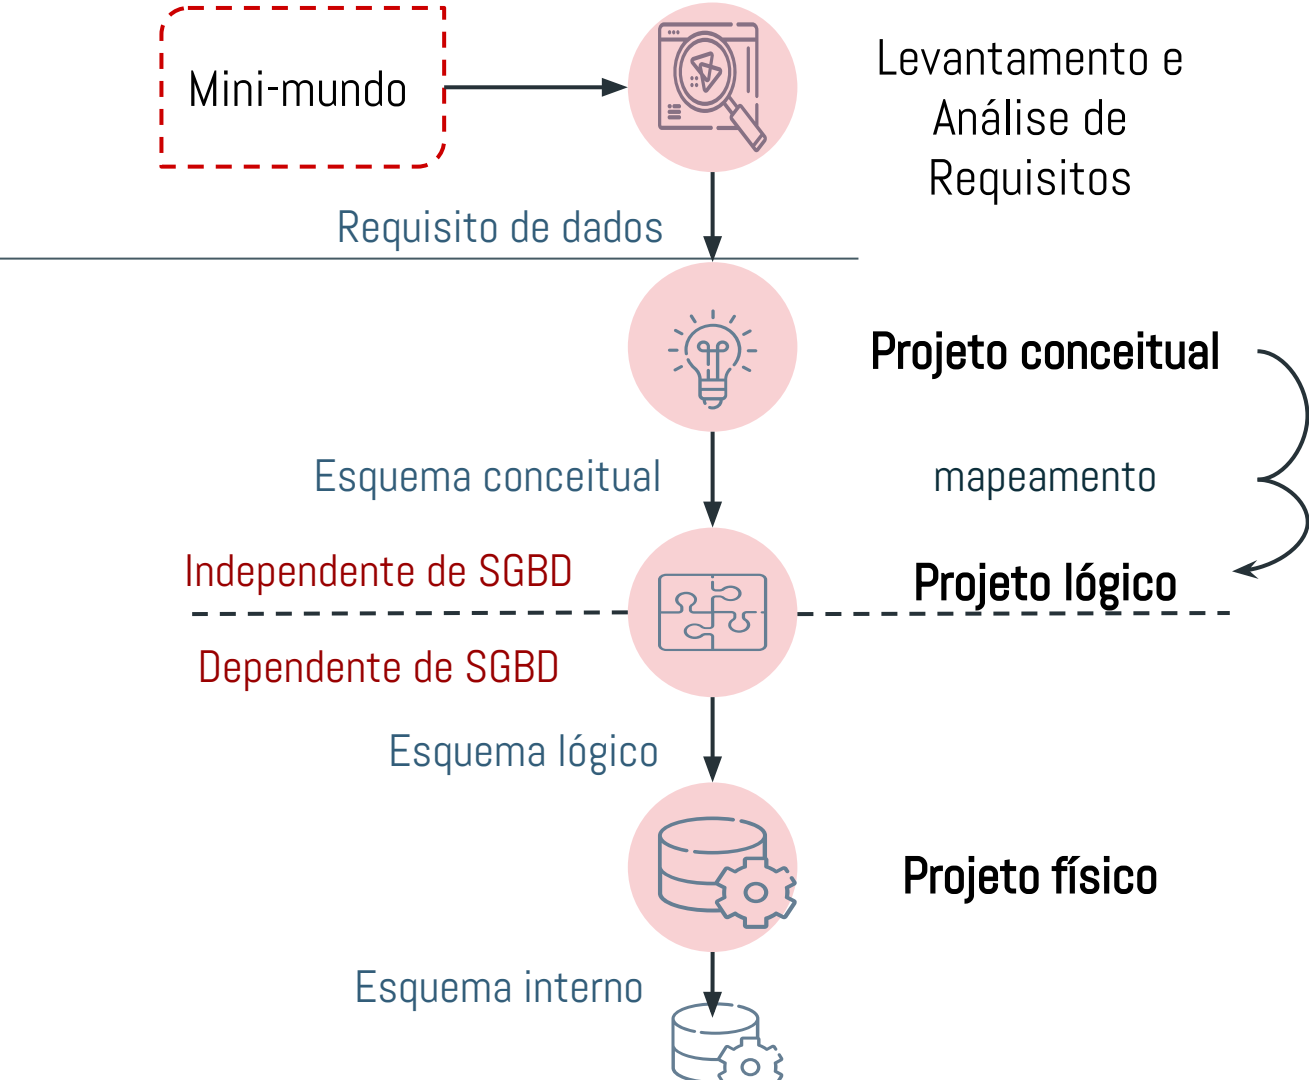 Mini-mundo
Levantamento e
Análise de
Requisitos
Requisito de dados
Projeto conceitual
Esquema conceitual
mapeamento
Independente de SGBD
Projeto lógico
Dependente de SGBD
Esquema lógico
Projeto físico
Esquema interno